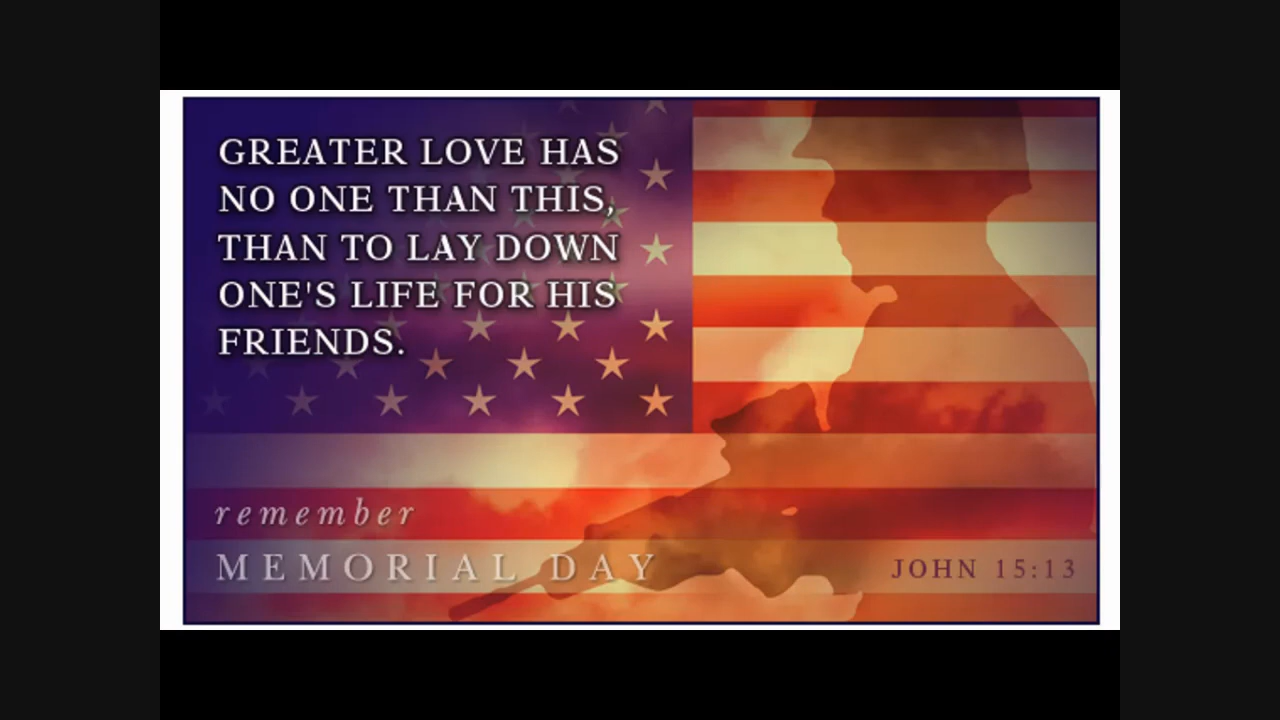 GREATER LOVE HAS
NO ONE THAN THIS,
THAN TO LAY DOWN
ONE'S LIFE FOR HIS
FRIENDS.
remember
MEMORIAL DAY
JOHN 15:13